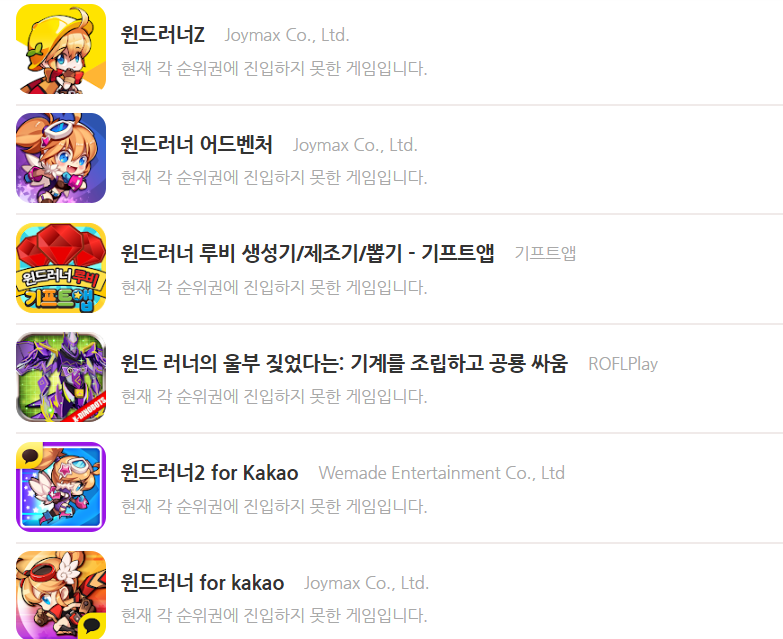 윈드러너Z Joymax Co., Ltd.
현재 각 순위권에 진입하지 못한 게임입니다.
윈드러너 어드벤처 Joymax Co., Ltd.
현재 각 순위권에 진입하지 못한 게임입니다.
윈드러너 루비
기프트앱
윈드러너 루비 생성기/제조기/뽑기 - 기프트앱 기프트앱
현재 각 순위권에 진입하지 못한 게임입니다.
X-DINOBOTS
윈드 러너의 울부 짖었다는: 기계를 조립하고 공룡 싸움 ROFLPlay
현재 각 순위권에 진입하지 못한 게임입니다.
윈드러너2 for Kakao Wemade Entertainment Co., Ltd
현재 각 순위권에 진입하지 못한 게임입니다.
윈드러너 for kakao Joymax Co., Ltd.
현재 각 순위권에 진입하지 못한 게임입니다.